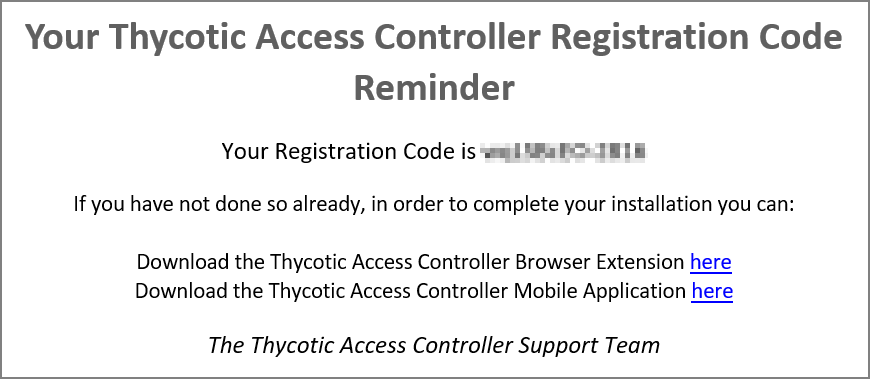 Your Thycotic Access Controller Registration Code
Reminder
Your Registration Code is
If you have not done so already, in order to complete your installation you can:
Download the Thycotic Access Controller Browser Extension here
Download the Thycotic Access Controller Mobile Application here
The Thycotic Access Controller Support Team